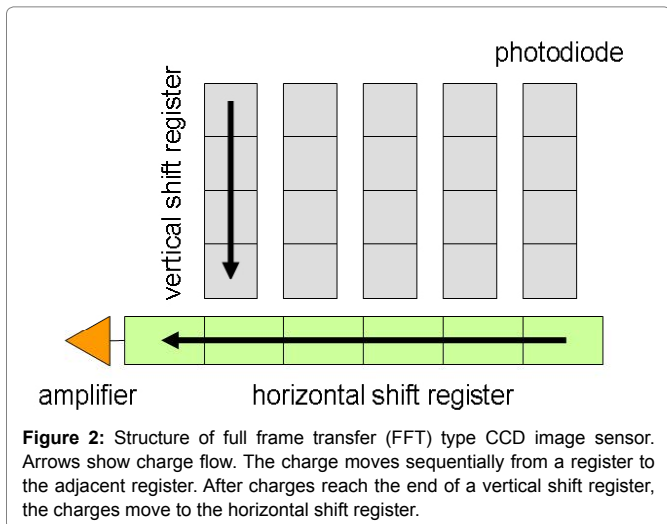 photodiode
vertical shift register
amplifier
horizontal shift register
Figure 2: Structure of full frame transfer (FFT) type CCD image sensor.
Arrows show charge flow. The charge moves sequentially from a register to
the adjacent register. After charges reach the end of a vertical shift register,
the charges move to the horizontal shift register.